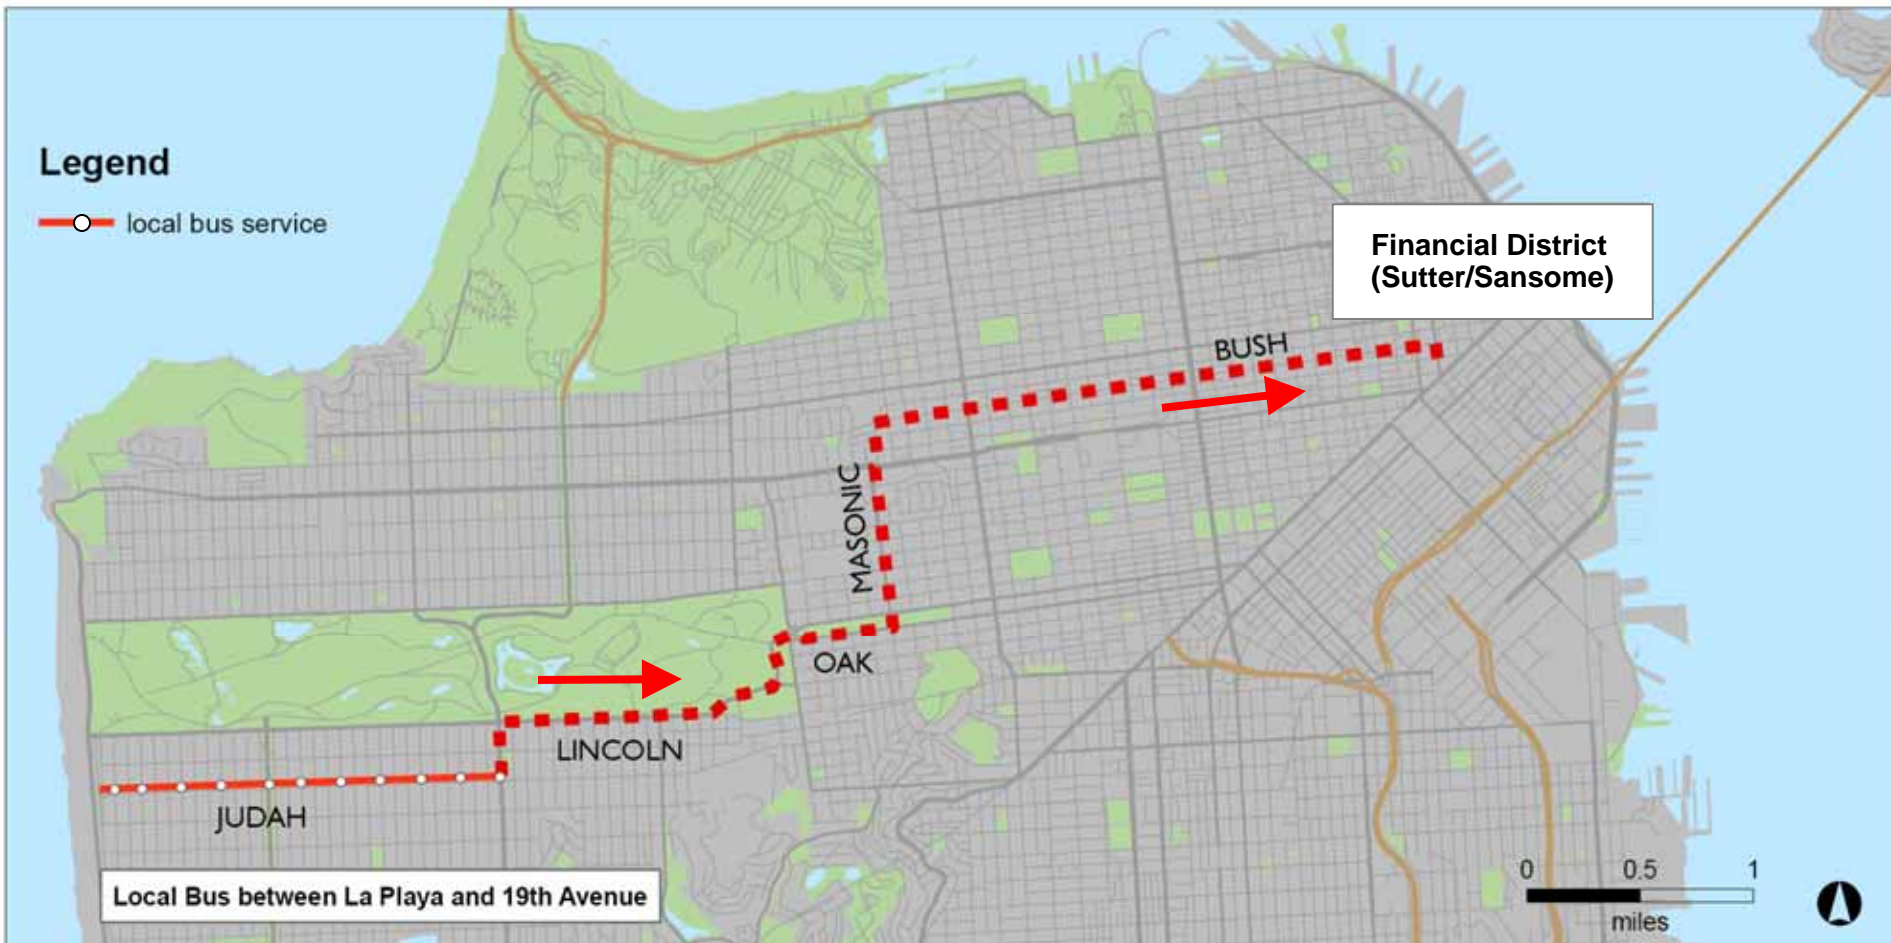 Legend
local bus service
Financial District
(Sutter/Sansome)
BUSH
MASONIC
OAK
LINCOLN
JUDAH
Local Bus between La Playa and 19th Avenue
0 0.5 1
miles